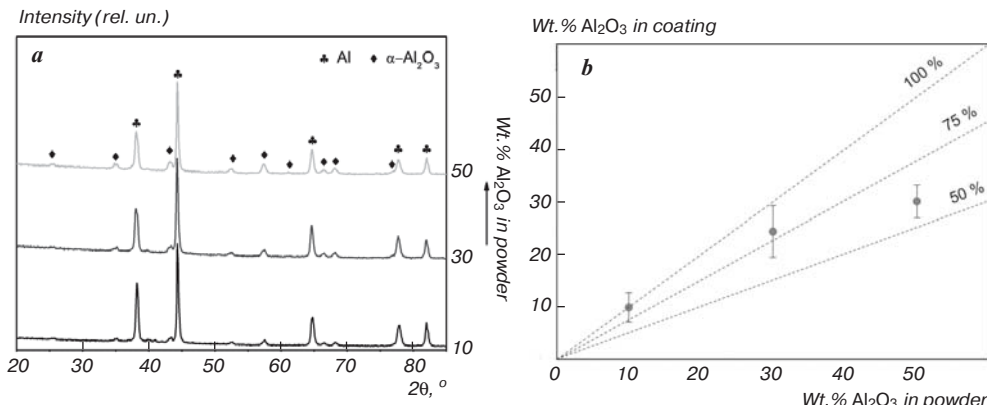 Intensity (rel. un.)
a
♣ Al ♦ α–Al₂O₃
50
30
10
Wt.% Al₂O₃ in powder
20 30 40 50 60 70 80
2θ, °
Wt.% Al₂O₃ in coating
b
100 %
75 %
50 %
50
40
30
20
10
0 10 20 30 40 50
Wt.% Al₂O₃ in powder